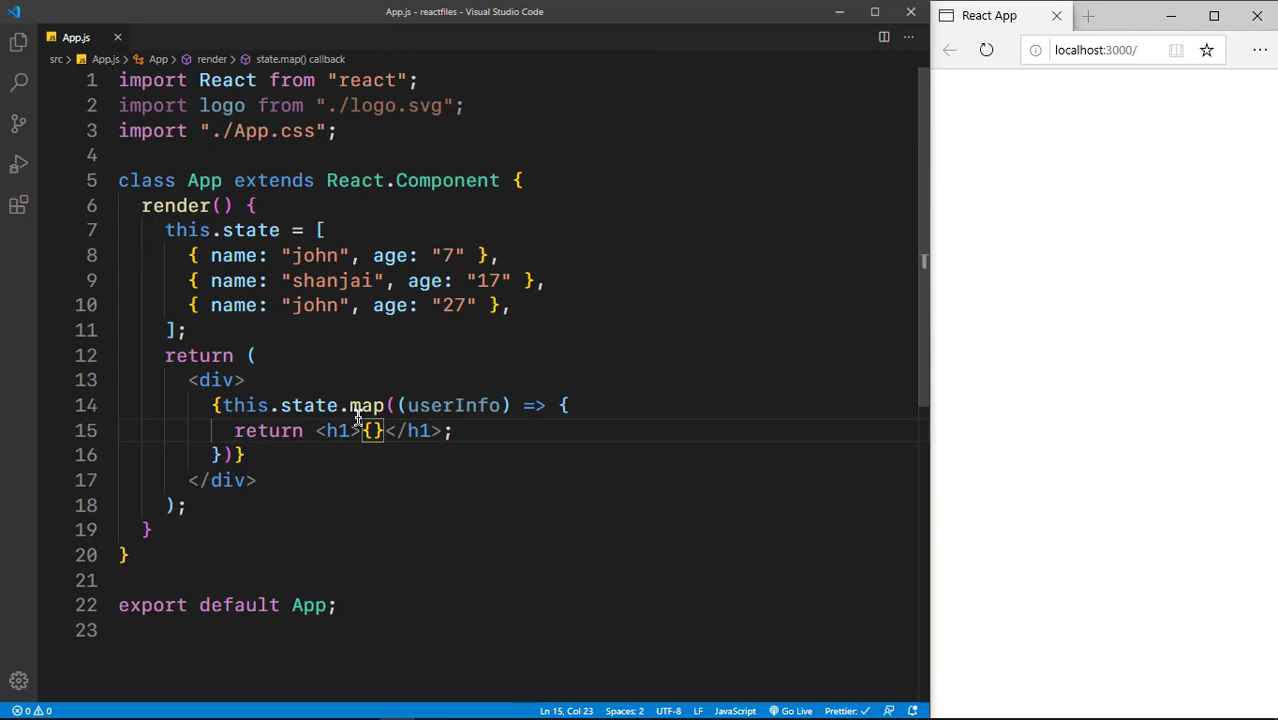 App.js - reactfiles - Visual Studio Code
React App
JS App.js
src > JS App.js > App > render > state.map() callback
localhost:3000/
1 import React from "react";
2 import logo from "./logo.svg";
3 import "./App.css";
4
5 class App extends React.Component {
6 render() {
7 this.state = [
8 { name: "john", age: "7" },
9 { name: "shanjai", age: "17" },
10 { name: "john", age: "27" },
11 ];
12 return (
13 <div>
14 {this.state.map((userInfo) => {
15 return <h1>{}</h1>;
16 })}
17 </div>
18 );
19 }
20 }
21
22 export default App;
23
0 0 Ln 15, Col 23 Spaces: 2 UTF-8 LF JavaScript Go Live Prettier: ✓